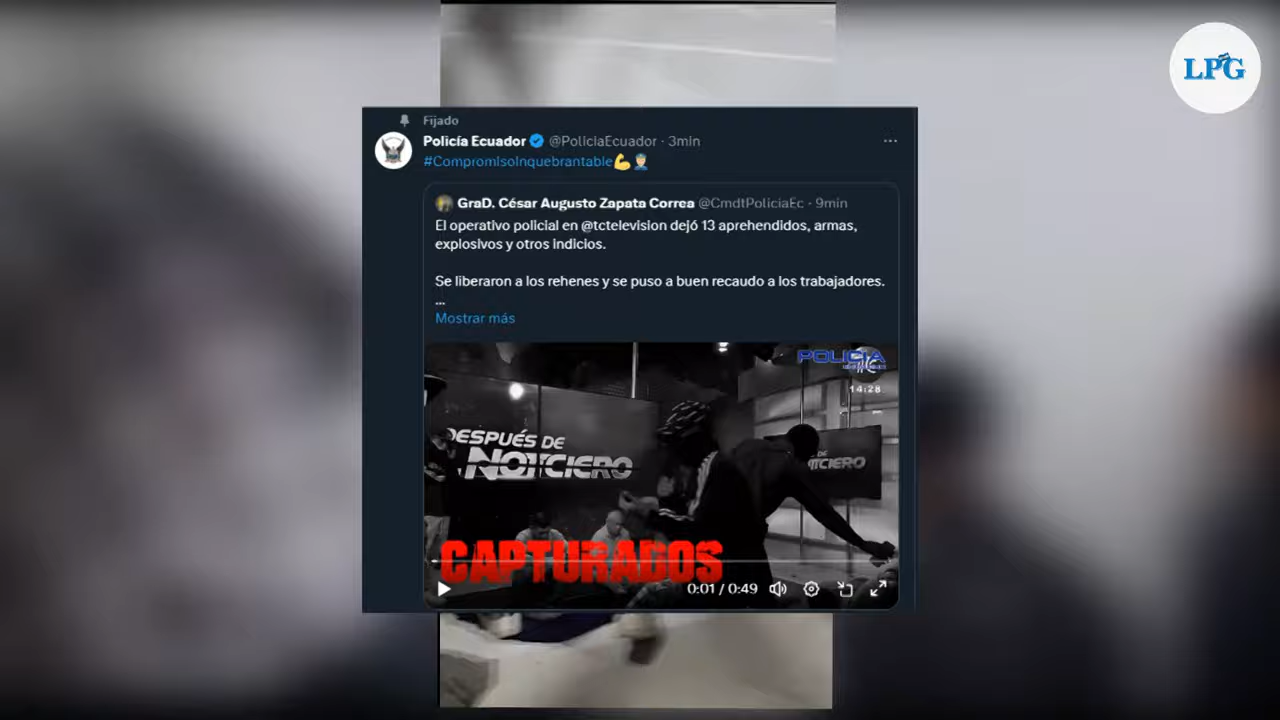 LPG
Fijado
Policía Ecuador @PoliciaEcuador · 3min
#CompromIsoInquebrantable💪👮🏼
GraD. César Augusto Zapata Correa @CmdtPoliciaEc · 9min
El operativo policial en @tctelevision dejó 13 aprehendidos, armas,
explosivos y otros indicios.
Se liberaron a los rehenes y se puso a buen recaudo a los trabajadores.
...
Mostrar más
POLICIA
14:28
DESPUÉS DE
NOTICIERO
DE
TICIERO
CAPTURADOS
0:01 / 0:49